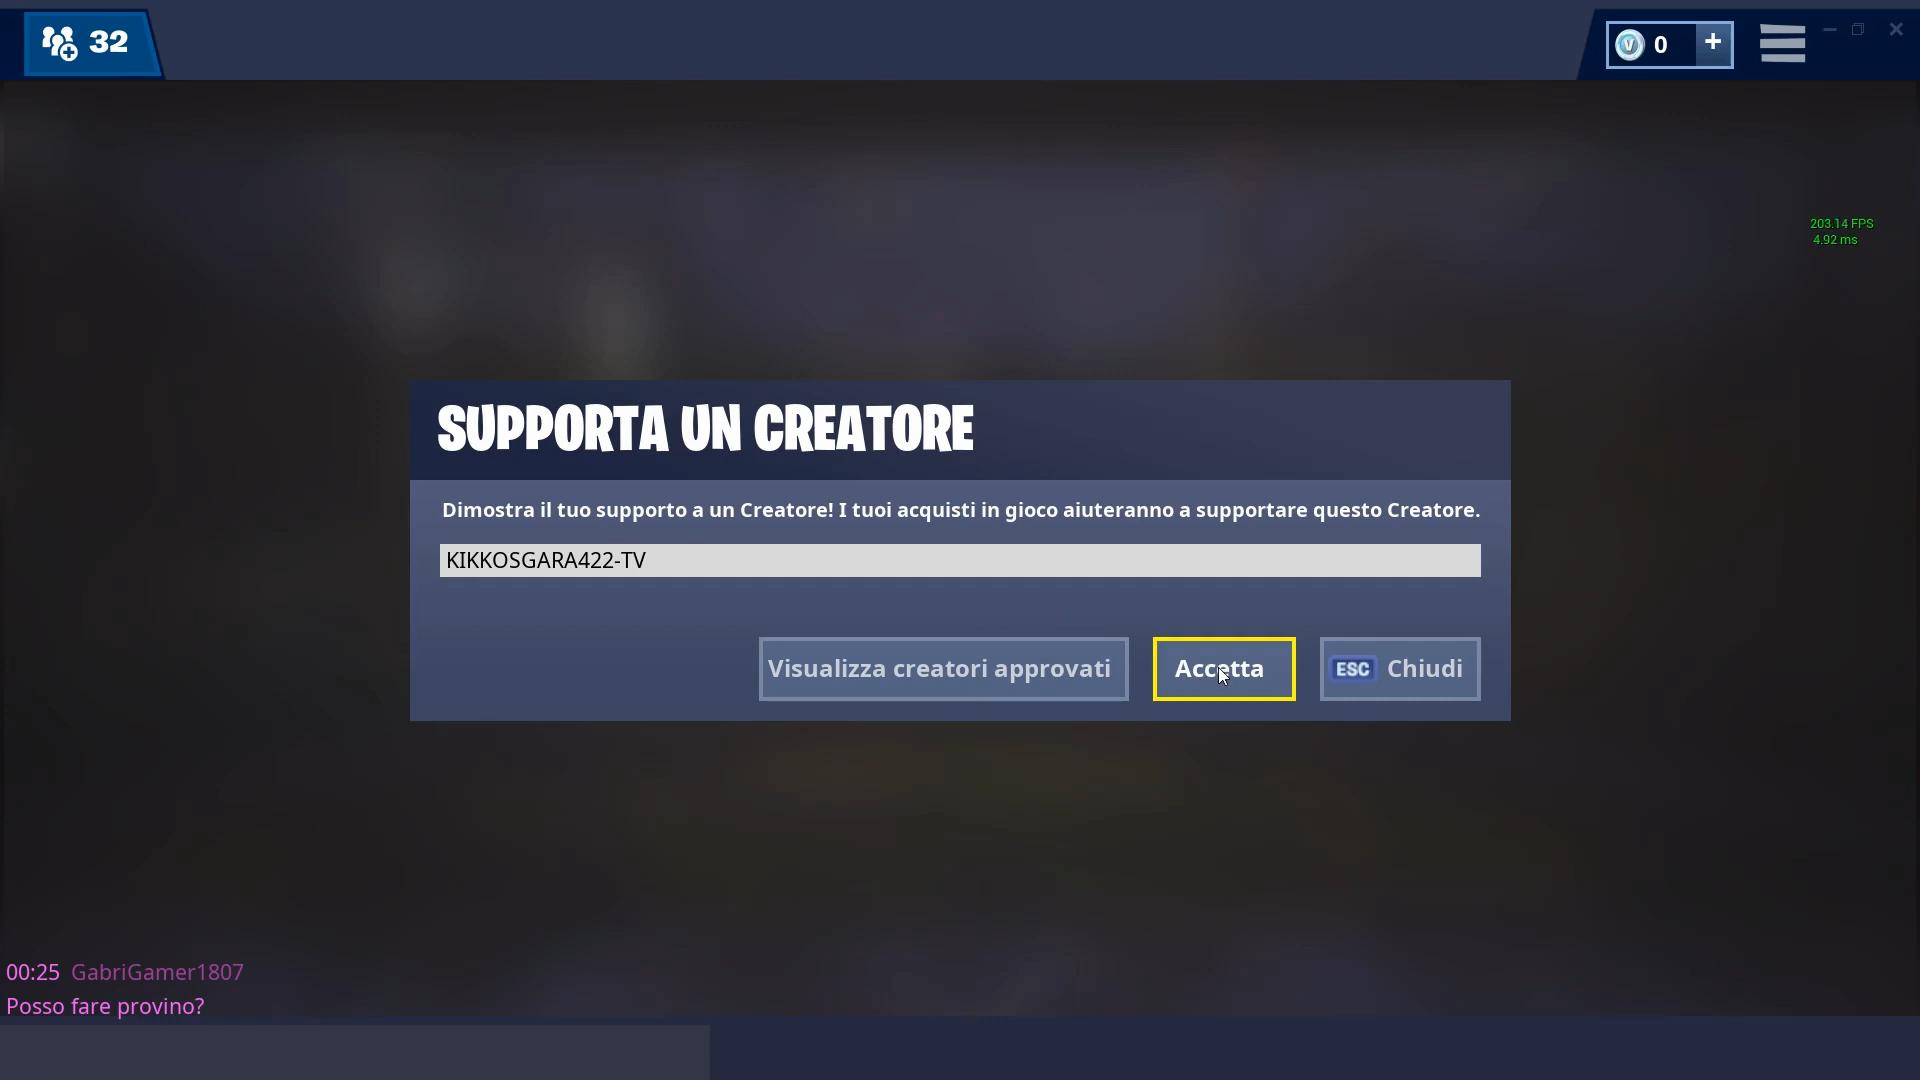 32
0 +
203.14 FPS
4.92 ms
SUPPORTA UN CREATORE
Dimostra il tuo supporto a un Creatore! I tuoi acquisti in gioco aiuteranno a supportare questo Creatore.
KIKKOSGARA422-TV
Visualizza creatori approvati
Accetta
ESC Chiudi
00:25 GabriGamer1807
Posso fare provino?